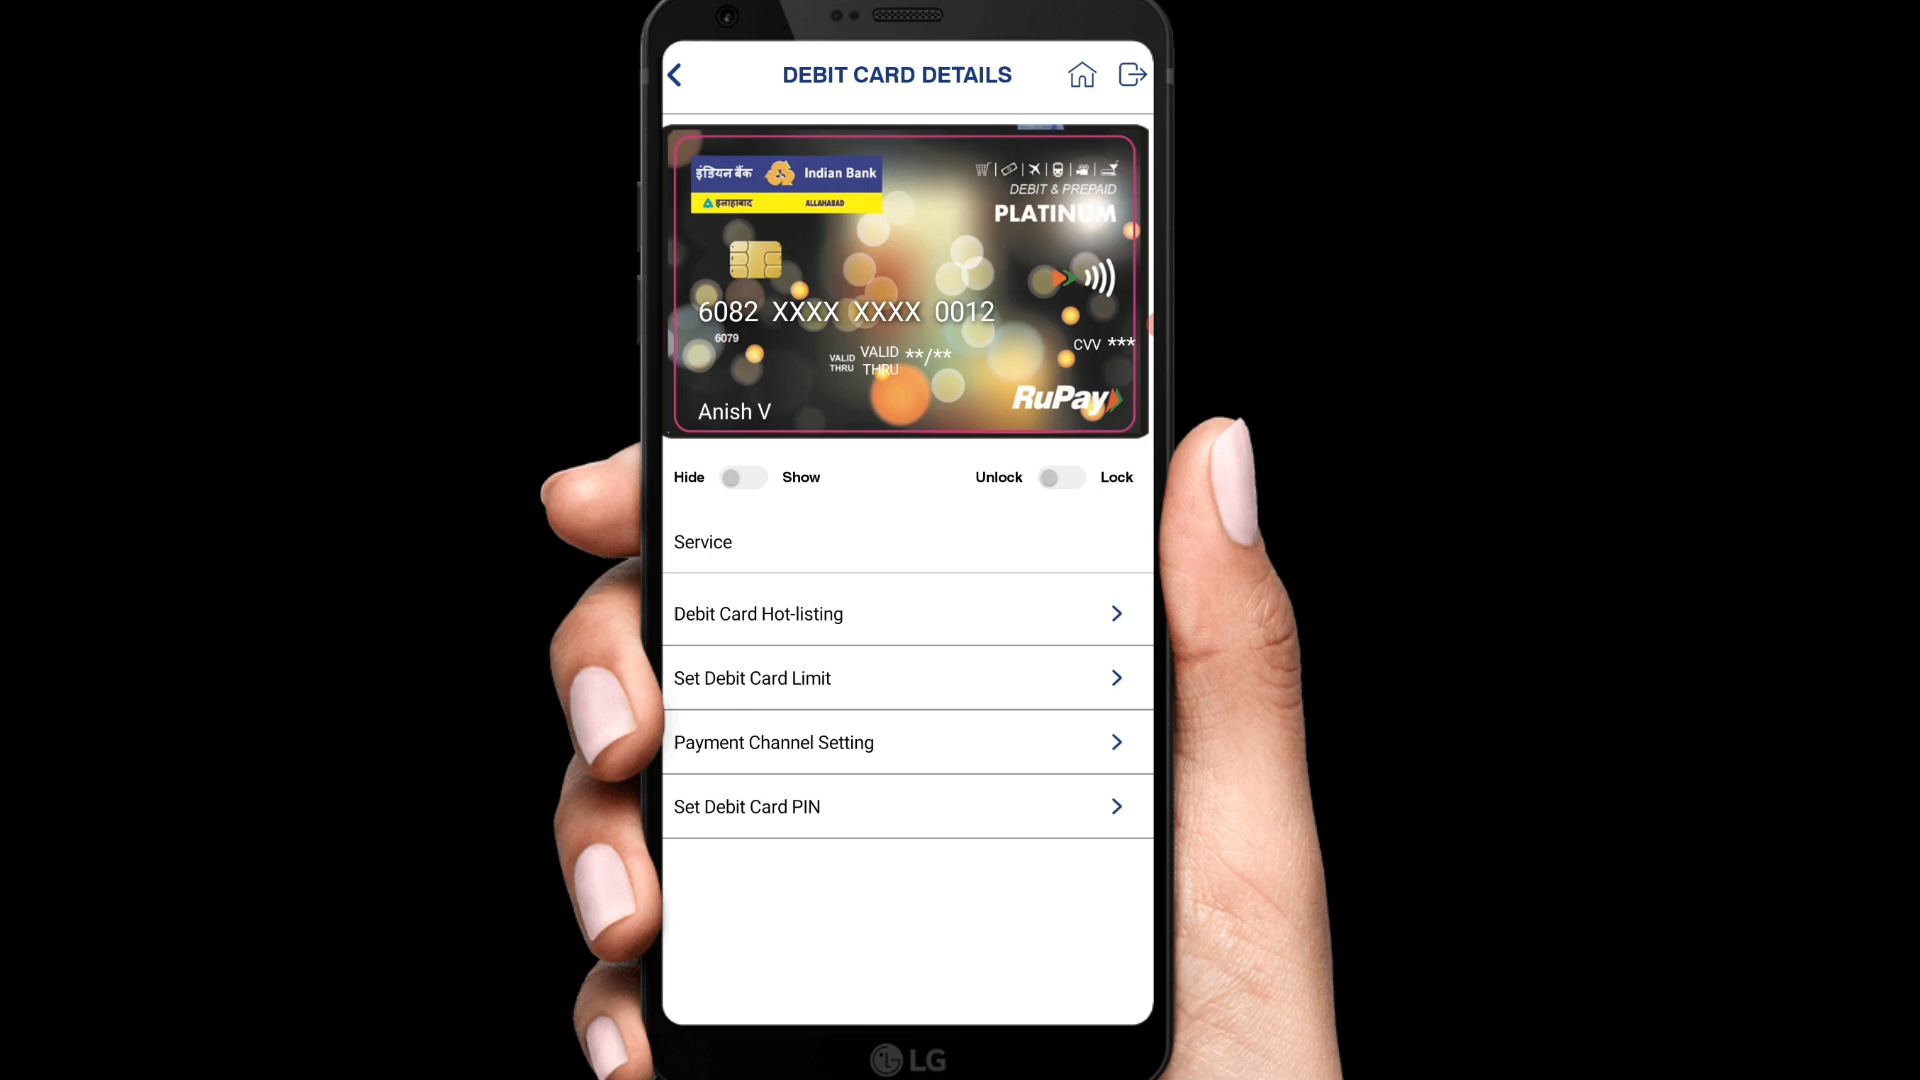 DEBIT CARD DETAILS
इंडियन बैंक Indian Bank
इलाहाबाद ALLAHABAD
DEBIT & PREPAID
PLATINUM
6082 XXXX XXXX 0012
6079
CVV ***
VALID THRU VALID THRU **/**
RuPay
Anish V
Hide Show Unlock Lock
Service
Debit Card Hot-listing
Set Debit Card Limit
Payment Channel Setting
Set Debit Card PIN
LG